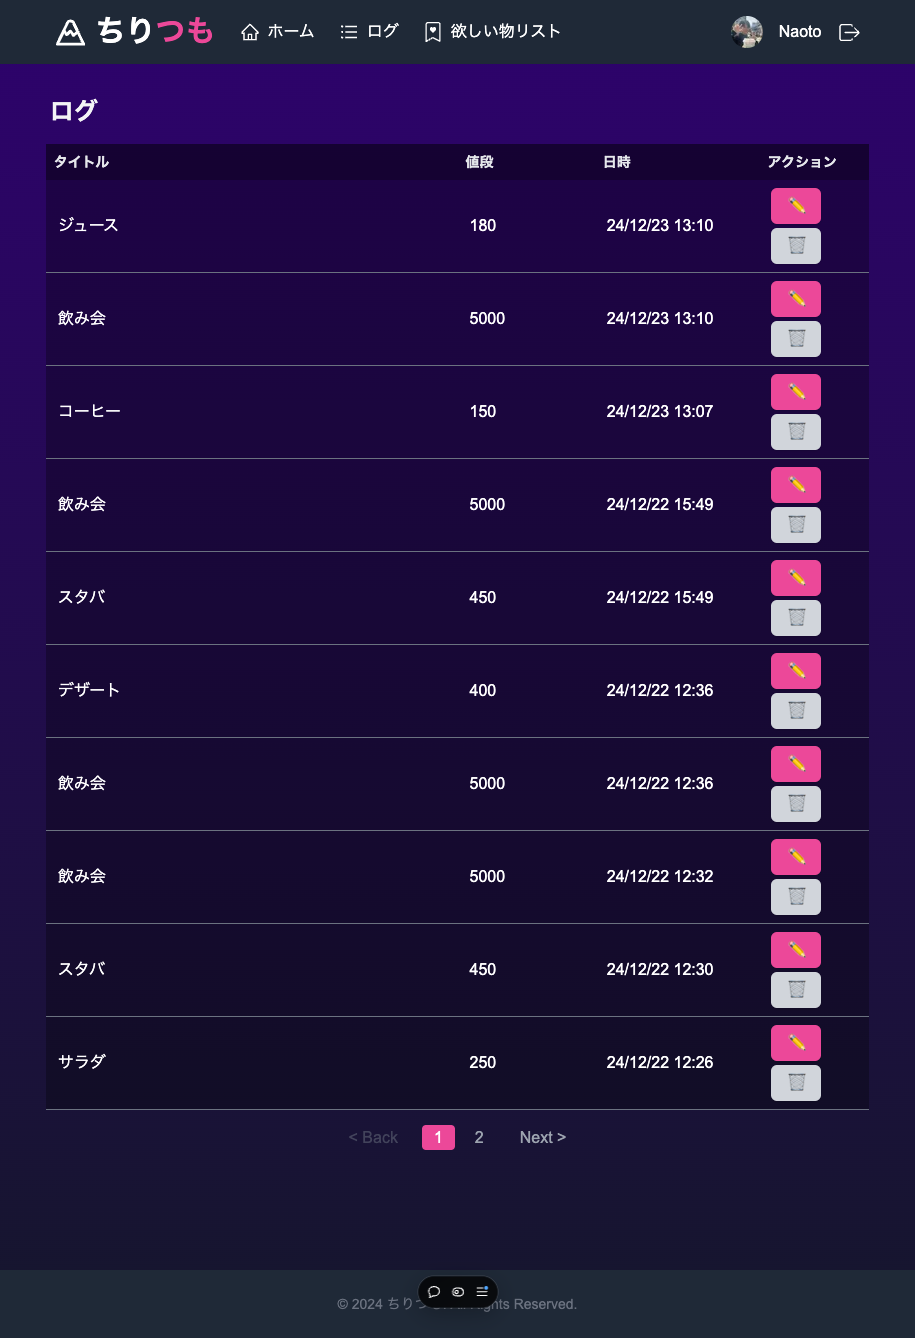 ちりつも ホーム ログ 欲しい物リスト Naoto
ログ
タイトル 値段 日時 アクション
ジュース 180 24/12/23 13:10
飲み会 5000 24/12/23 13:10
コーヒー 150 24/12/23 13:07
飲み会 5000 24/12/22 15:49
スタバ 450 24/12/22 15:49
デザート 400 24/12/22 12:36
飲み会 5000 24/12/22 12:36
飲み会 5000 24/12/22 12:32
スタバ 450 24/12/22 12:30
サラダ 250 24/12/22 12:26
< Back 1 2 Next >
© 2024 ちりつ Reserved.